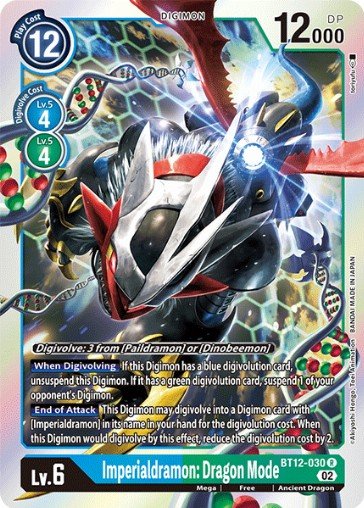 Play Cost
12
DIGIMON
DP
12000
Digivolve Cost
Lv.5
4
Lv.5
4
toriyufu
©Akiyoshi Hongo, Toei Animation BANDAI MADE IN JAPAN
Digivolve: 3 from [Paildramon] or [Dinobeemon]
When Digivolving If this Digimon has a blue digivolution card,
unsuspend this Digimon. If it has a green digivolution card, suspend 1 of your
opponent's Digimon.
End of Attack This Digimon may digivolve into a Digimon card with
[Imperialdramon] in its name in your hand for the digivolution cost. When
this Digimon would digivolve by this effect, reduce the digivolution cost by 2.
Lv.6
Imperialdramon: Dragon Mode
BT12-030 R
02
Mega
Free
Ancient Dragon